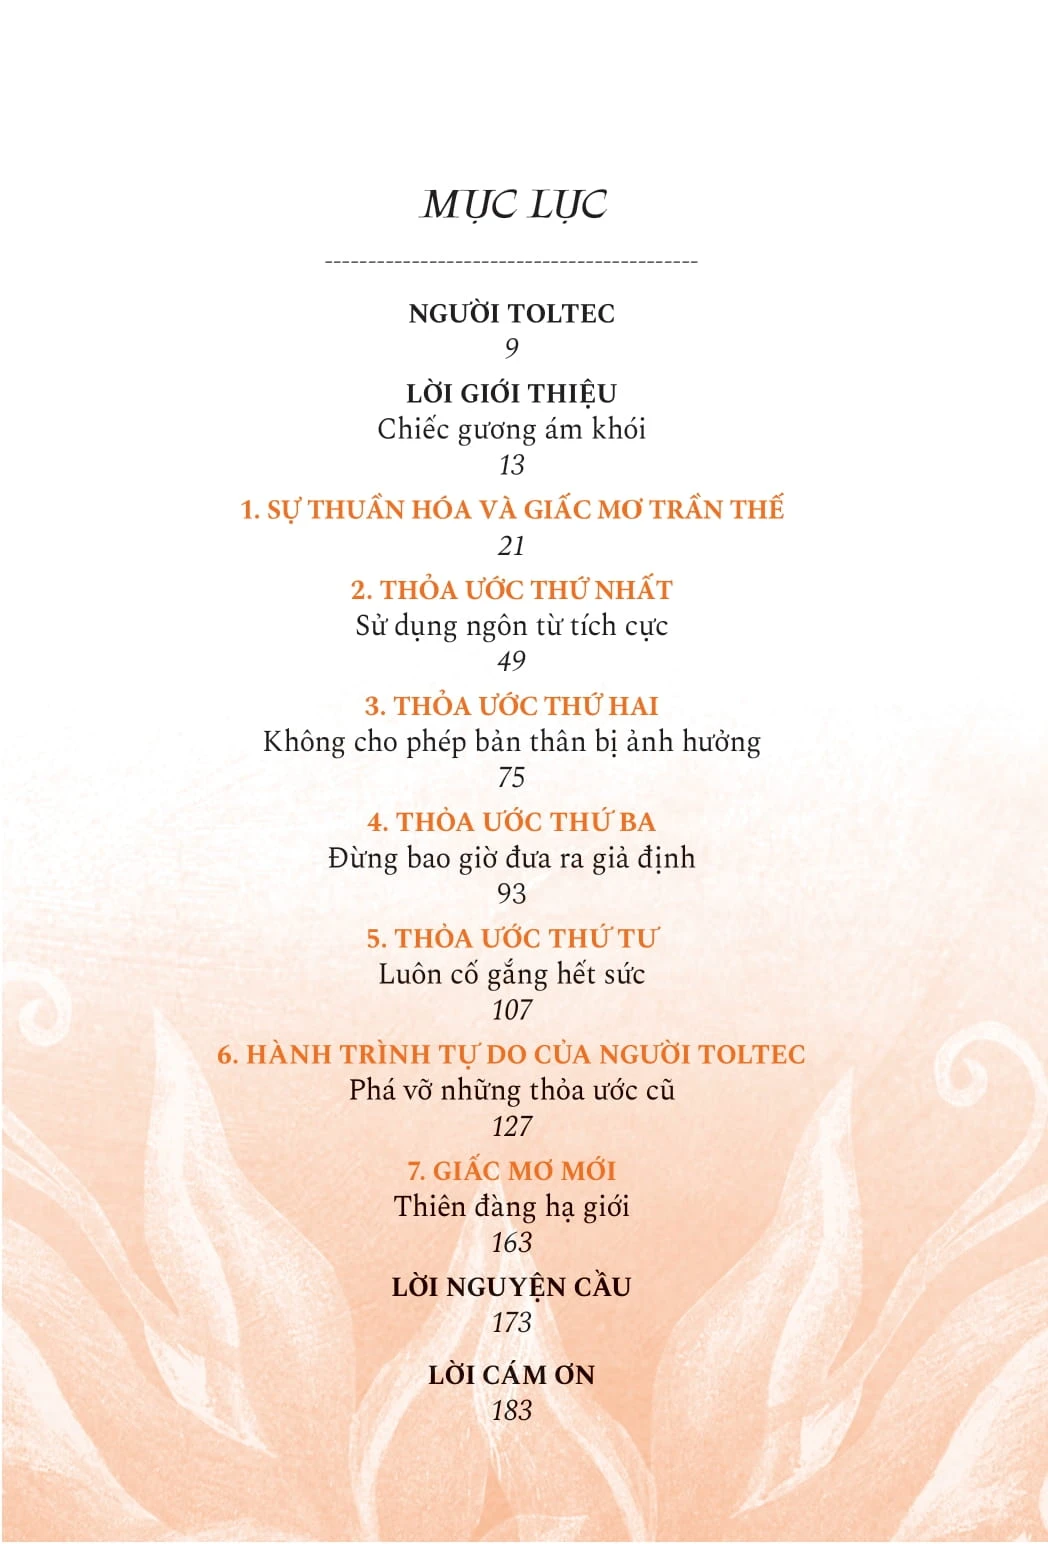 MỤC LỤC
-----------------------------------------
NGƯỜI TOLTEC
9
LỜI GIỚI THIỆU
Chiếc gương ám khói
13
1. SỰ THUẦN HÓA VÀ GIẤC MƠ TRẦN THẾ
21
2. THỎA ƯỚC THỨ NHẤT
Sử dụng ngôn từ tích cực
49
3. THỎA ƯỚC THỨ HAI
Không cho phép bản thân bị ảnh hưởng
75
4. THỎA ƯỚC THỨ BA
Đừng bao giờ đưa ra giả định
93
5. THỎA ƯỚC THỨ TƯ
Luôn cố gắng hết sức
107
6. HÀNH TRÌNH TỰ DO CỦA NGƯỜI TOLTEC
Phá vỡ những thỏa ước cũ
127
7. GIẤC MƠ MỚI
Thiên đàng hạ giới
163
LỜI NGUYỆN CẦU
173
LỜI CÁM ƠN
183